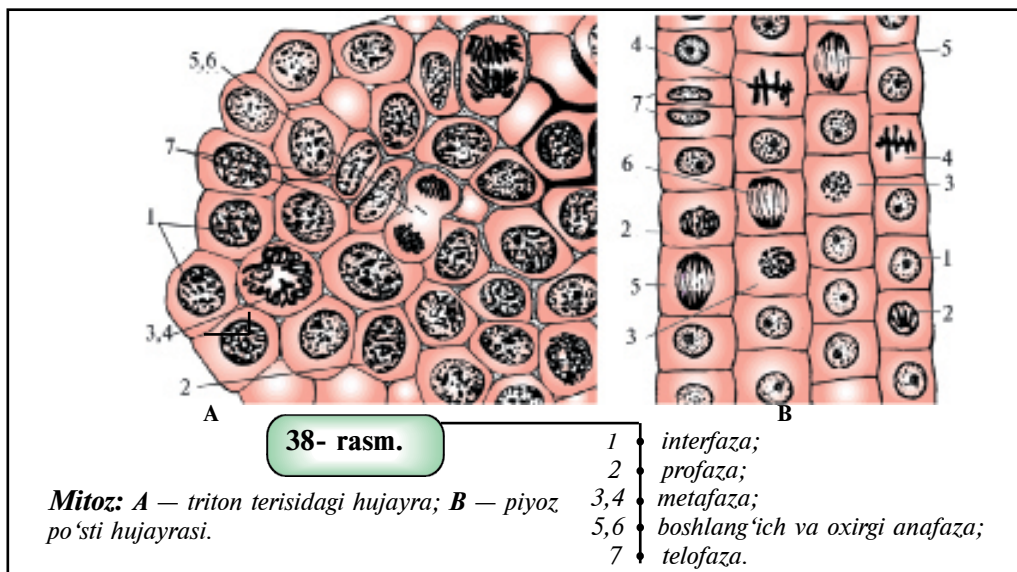 5,6
7
1
3,4
2
A
4
7
6
2
5
3
5
4
3
1
2
B
38- rasm.
Mitoz: A — triton terisidagi hujayra; B — piyoz
po‘sti hujayrasi.
1 interfaza;
2 profaza;
3,4 metafaza;
5,6 boshlang‘ich va oxirgi anafaza;
7 telofaza.